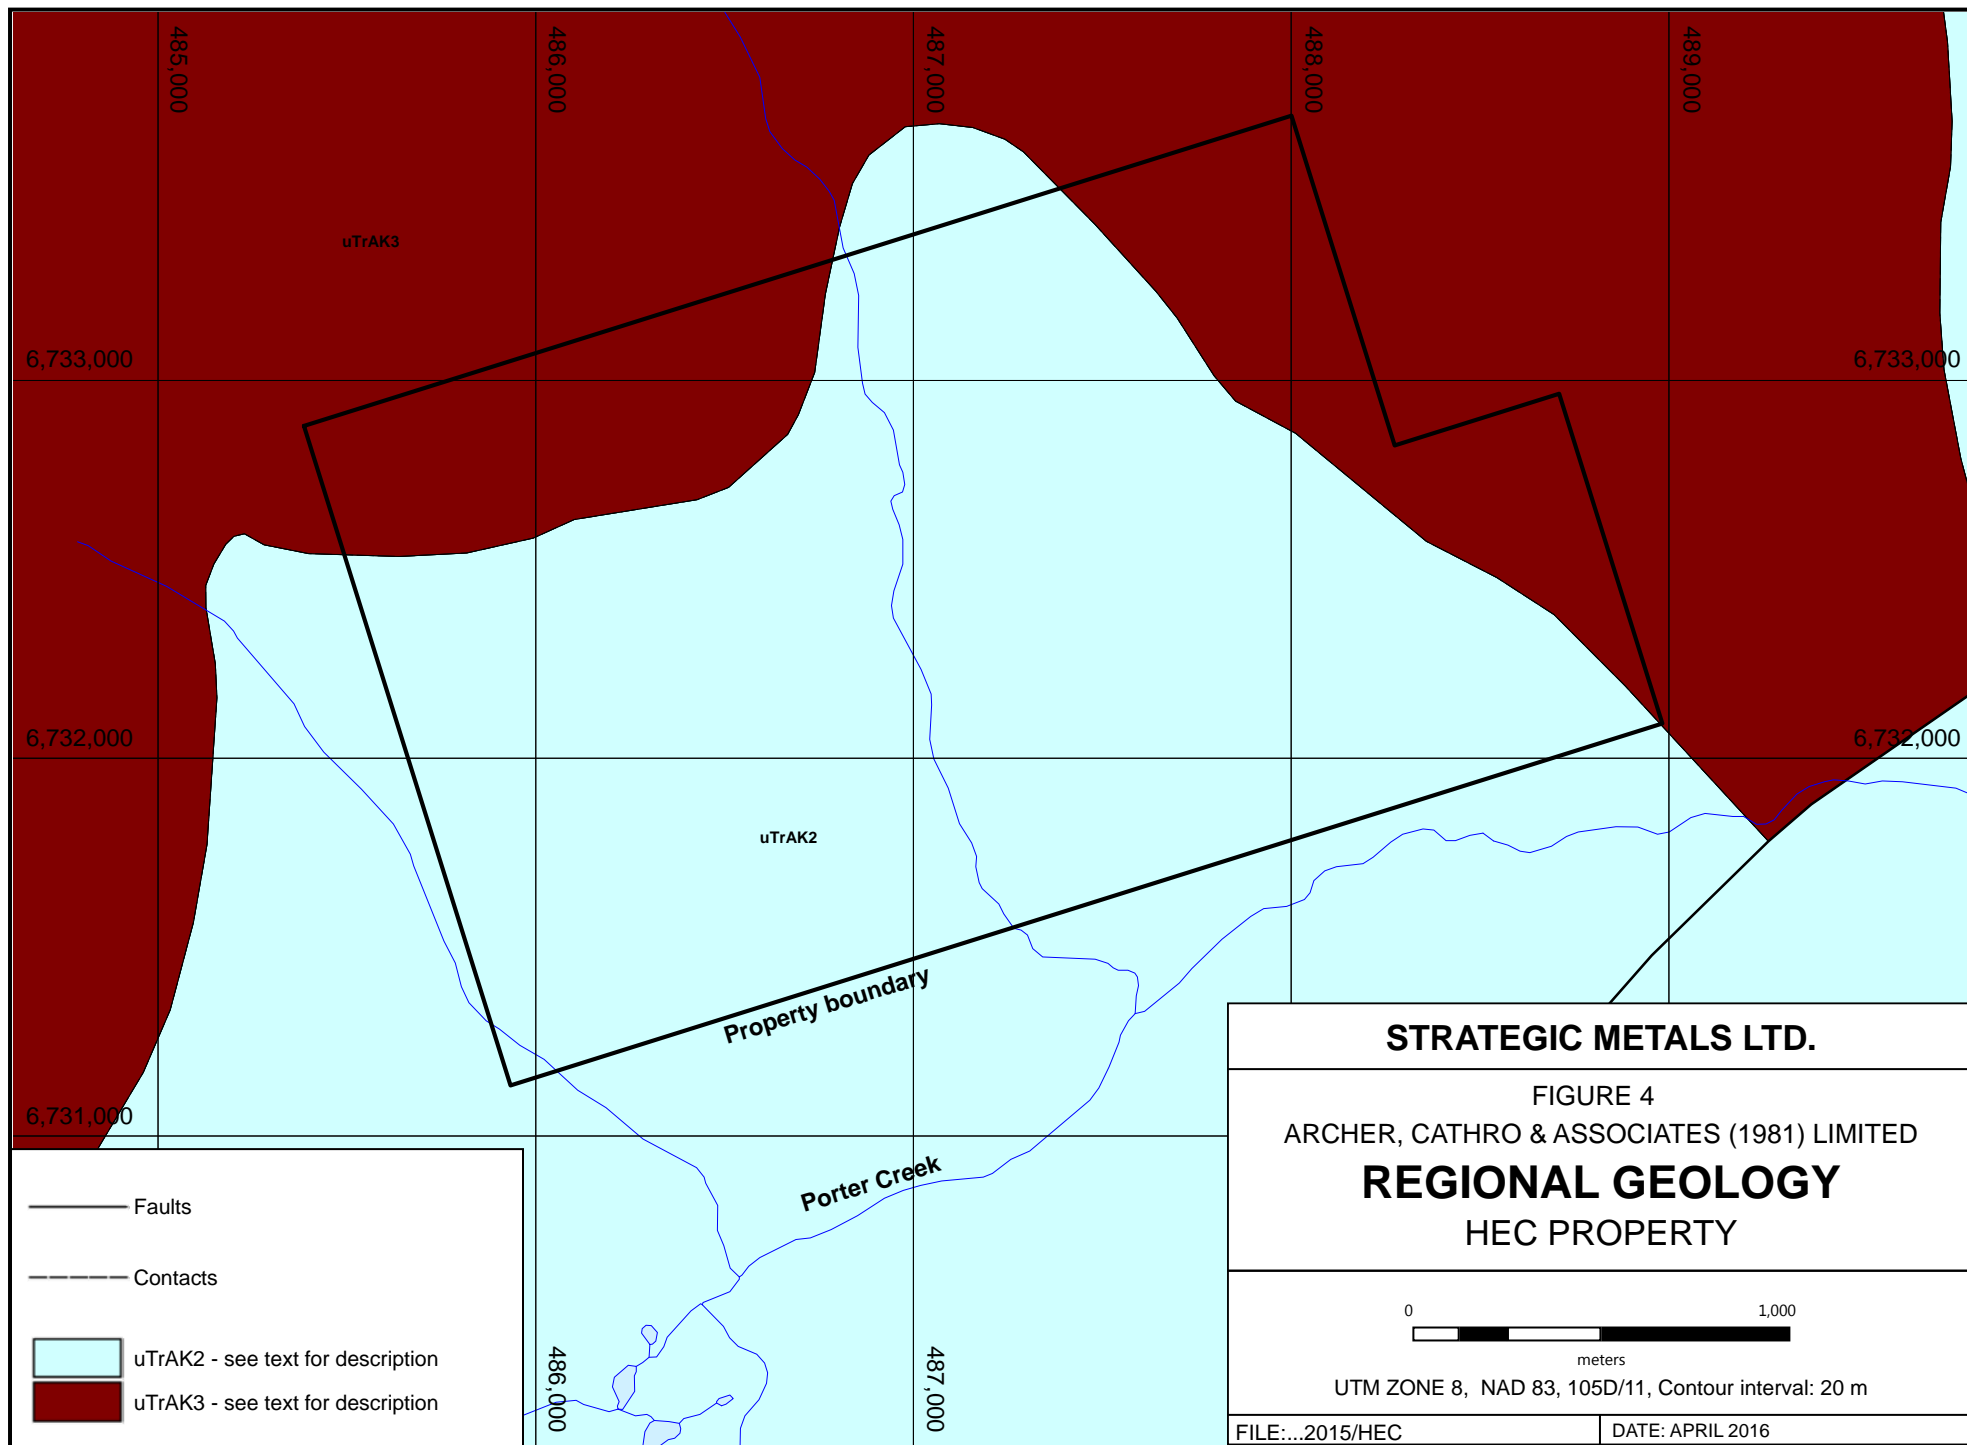 485,000
486,000
487,000
488,000
489,000
uTrAK3
6,733,000
6,733,000
6,732,000
6,732,000
uTrAK2
Property boundary
6,731,000
Porter Creek
Faults
Contacts
uTrAK2 - see text for description
uTrAK3 - see text for description
486,000
487,000
STRATEGIC METALS LTD.
FIGURE 4
ARCHER, CATHRO & ASSOCIATES (1981) LIMITED
REGIONAL GEOLOGY
HEC PROPERTY
0 1,000
meters
UTM ZONE 8, NAD 83, 105D/11, Contour interval: 20 m
FILE:...2015/HEC
DATE: APRIL 2016